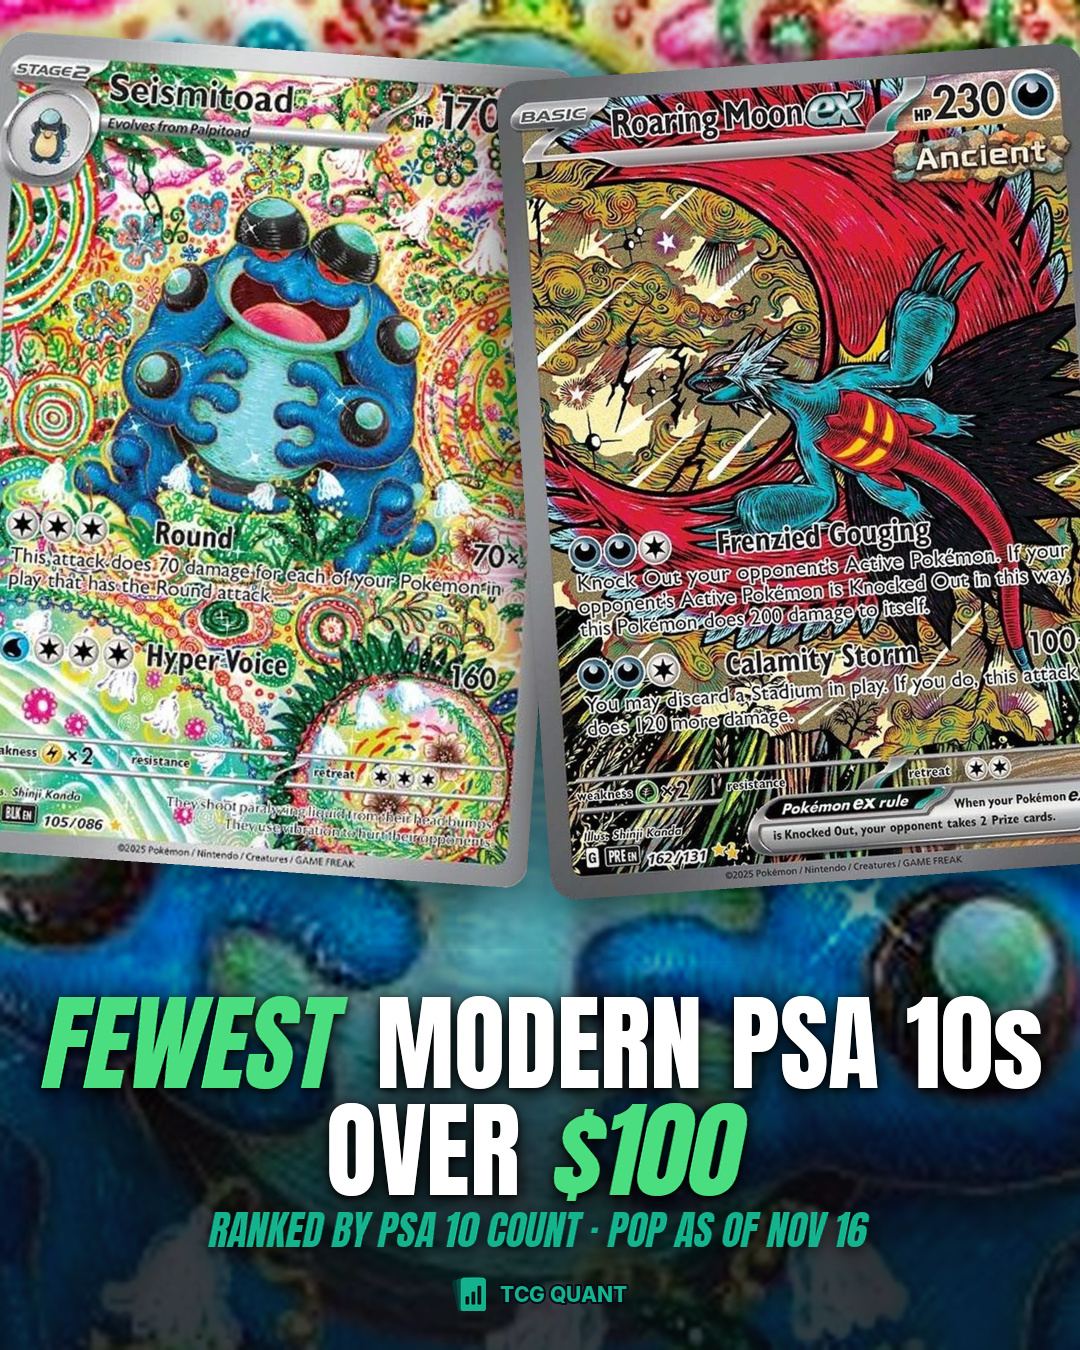 STAGE2
Seismitoad
HP 170
Evolves from Palpitoad
Round
70×
This attack does 70 damage for each of your Pokémon in
play that has the Round attack.
Hyper Voice
160
akness ×2 resistance
retreat
s. Shinji Kanda
They shoot paralyzing liquid from their head bumps.
They use vibration to hurt their opponents.
BLK EN 105/086
©2025 Pokémon / Nintendo / Creatures / GAME FREAK
BASIC
Roaring Moon ex
HP 230
Ancient
Frenzied Gouging
Knock Out your opponent's Active Pokémon. If your
opponent's Active Pokémon is Knocked Out in this way,
this Pokémon does 200 damage to itself.
Calamity Storm
100
You may discard a Stadium in play. If you do, this attack
does 120 more damage.
weakness ×2 resistance
retreat
Pokémon ex rule
When your Pokémon e
is Knocked Out, your opponent takes 2 Prize cards.
Illus. Shinji Kanda
G PRE EN 162/131
©2025 Pokémon / Nintendo / Creatures / GAME FREAK
FEWEST MODERN PSA 10s
OVER $100
RANKED BY PSA 10 COUNT · POP AS OF NOV 16
TCG QUANT